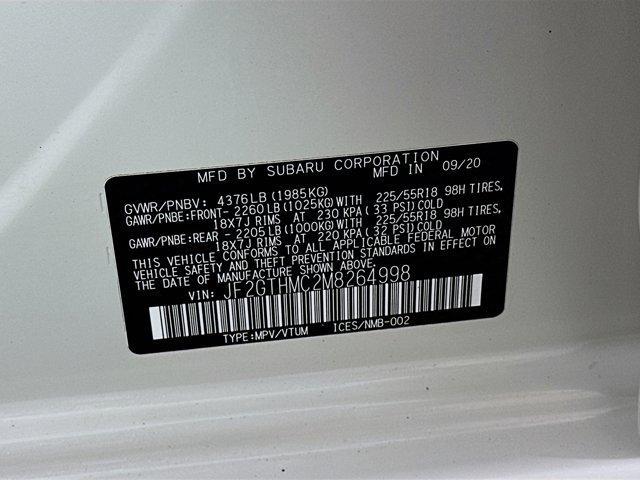 MFD BY SUBARU CORPORATION MFD IN 09/20
GVWR/PNBV: 4376LB(1985KG)
GAWR/PNBE:FRONT- 2260LB(1025KG)WITH 225/55R18 98H TIRES,
18X7J RIMS AT 230 KPA(33 PSI)COLD
GAWR/PNBE:REAR -2205LB(1000KG)WITH 225/55R18 98H TIRES,
18X7J RIMS AT 220 KPA(32 PSI)COLD
THIS VEHICLE CONFORMS TO ALL APPLICABLE FEDERAL MOTOR
VEHICLE SAFETY AND BUMPER STANDARDS IN EFFECT ON
THE DATE OF MANUFACTURE SHOWN ABOVE.
VIN: JF2GTHMC2M8264998
TYPE:MPV/VTUM ICES/NMB-002